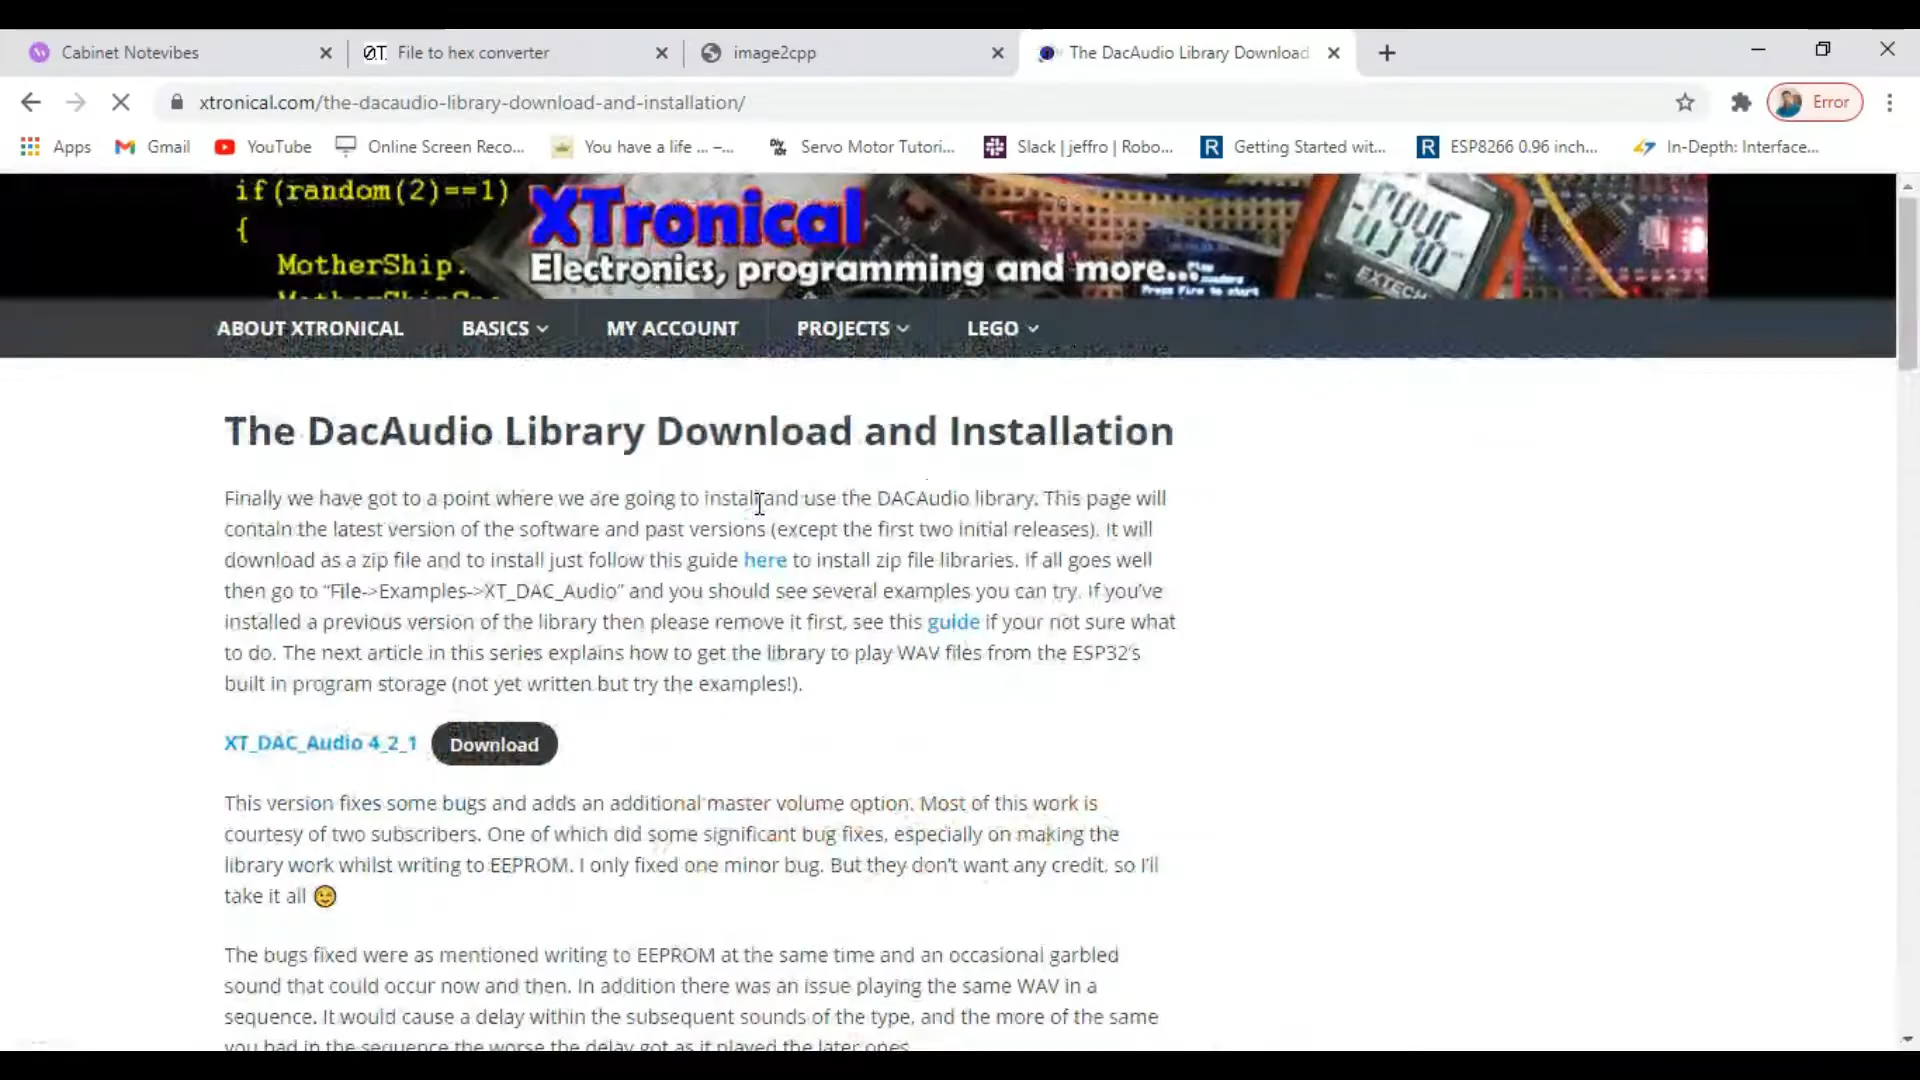 Cabinet Notevibes
File to hex converter
image2cpp
The DacAudio Library Download
xtronical.com/the-dacaudio-library-download-and-installation/
Error
Apps
Gmail
YouTube
Online Screen Reco...
You have a life ... –...
Servo Motor Tutori...
Slack | jeffro | Robo...
Getting Started wit...
ESP8266 0.96 inch...
In-Depth: Interface...
if(random(2)==1)
{
MotherShip.
XTronical
Electronics, programming and more...
Press Fire to start
EXTECH
ABOUT XTRONICAL
BASICS
MY ACCOUNT
PROJECTS
LEGO
The DacAudio Library Download and Installation
Finally we have got to a point where we are going to install and use the DACAudio library. This page will
contain the latest version of the software and past versions (except the first two initial releases). It will
download as a zip file and to install just follow this guide here to install zip file libraries. If all goes well
then go to “File->Examples->XT_DAC_Audio” and you should see several examples you can try. If you’ve
installed a previous version of the library then please remove it first, see this guide if your not sure what
to do. The next article in this series explains how to get the library to play WAV files from the ESP32’s
built in program storage (not yet written but try the examples!).
XT_DAC_Audio 4_2_1
Download
This version fixes some bugs and adds an additional master volume option. Most of this work is
courtesy of two subscribers. One of which did some significant bug fixes, especially on making the
library work whilst writing to EEPROM. I only fixed one minor bug. But they don’t want any credit, so I’ll
take it all
The bugs fixed were as mentioned writing to EEPROM at the same time and an occasional garbled
sound that could occur now and then. In addition there was an issue playing the same WAV in a
sequence. It would cause a delay within the subsequent sounds of the type, and the more of the same
you had in the sequence the worse the delay got as it played the later ones.